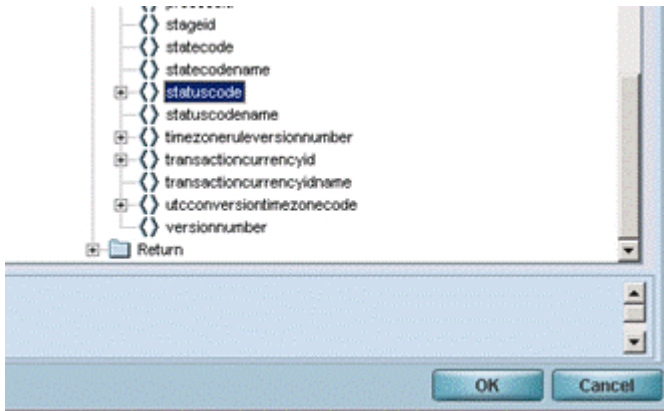 stageid
statecode
statecodename
statuscode
statuscodename
timezoneruleversionnumber
transactioncurrencyid
transactioncurrencyidname
utcconversiontimezonecode
versionnumber
Return
OK
Cancel